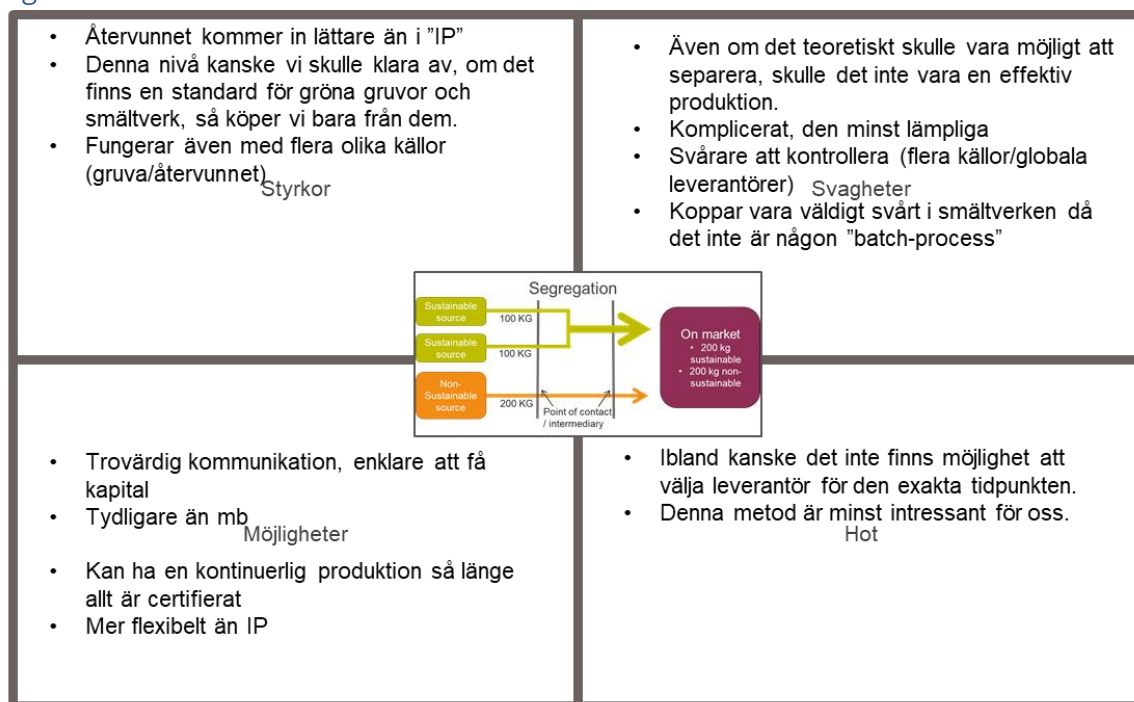 • Återvunnet kommer in lättare än i ”IP”
• Denna nivå kanske vi skulle klara av, om det
finns en standard för gröna gruvor och
smältverk, så köper vi bara från dem.
• Fungerar även med flera olika källor
(gruva/återvunnet)
Styrkor
• Även om det teoretiskt skulle vara möjligt att
separera, skulle det inte vara en effektiv
produktion.
• Komplicerat, den minst lämpliga
• Svårare att kontrollera (flera källor/globala
leverantörer)
Svagheter
• Koppar vara väldigt svårt i smältverken då
det inte är någon ”batch-process”
Segregation
Sustainable
source
100 KG
Sustainable
source
100 KG
Non-
Sustainable
source
200 KG
Point of contact
/ intermediary
On market
• 200 kg
sustainable
• 200 kg non-
sustainable
• Trovärdig kommunikation, enklare att få
kapital
• Tydligare än mb
Möjligheter
• Kan ha en kontinuerlig produktion så länge
allt är certifierat
• Mer flexibelt än IP
• Ibland kanske det inte finns möjlighet att
välja leverantör för den exakta tidpunkten.
• Denna metod är minst intressant för oss.
Hot